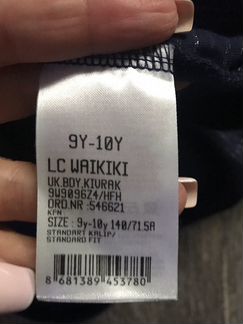 9Y-10Y
LC WAIKIKI
UK.BDY.KIVRAK
9W9096Z4/HFH
ORD.NR :546621
KFN
SIZE : 9y-10y 140/71.5A
STANDART KALIP/
STANDARD FIT
8 681389 453780